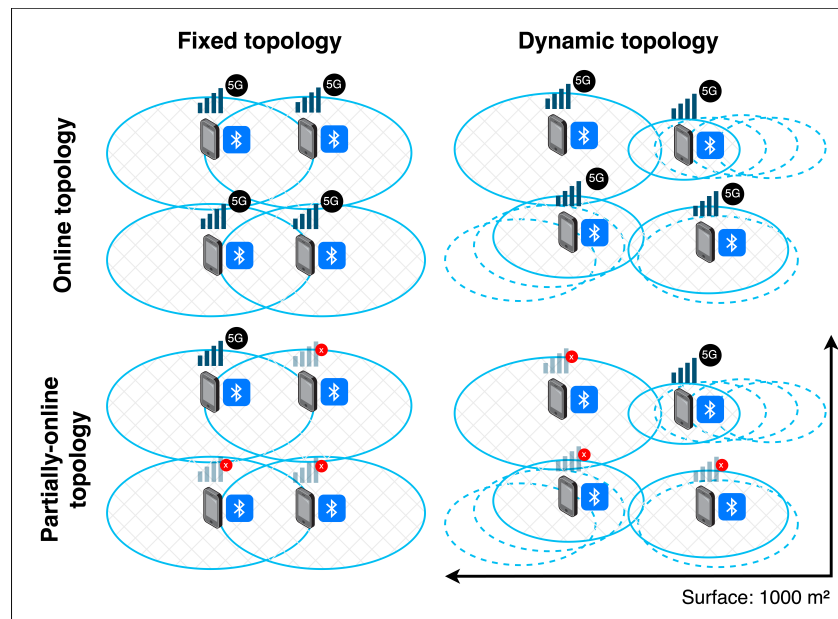 Fixed topology
Dynamic topology
Online topology
5G
5G
5G
5G
5G
5G
5G
5G
Partially-online
topology
5G
x
x
x
x
5G
x
x
Surface: 1000 m²